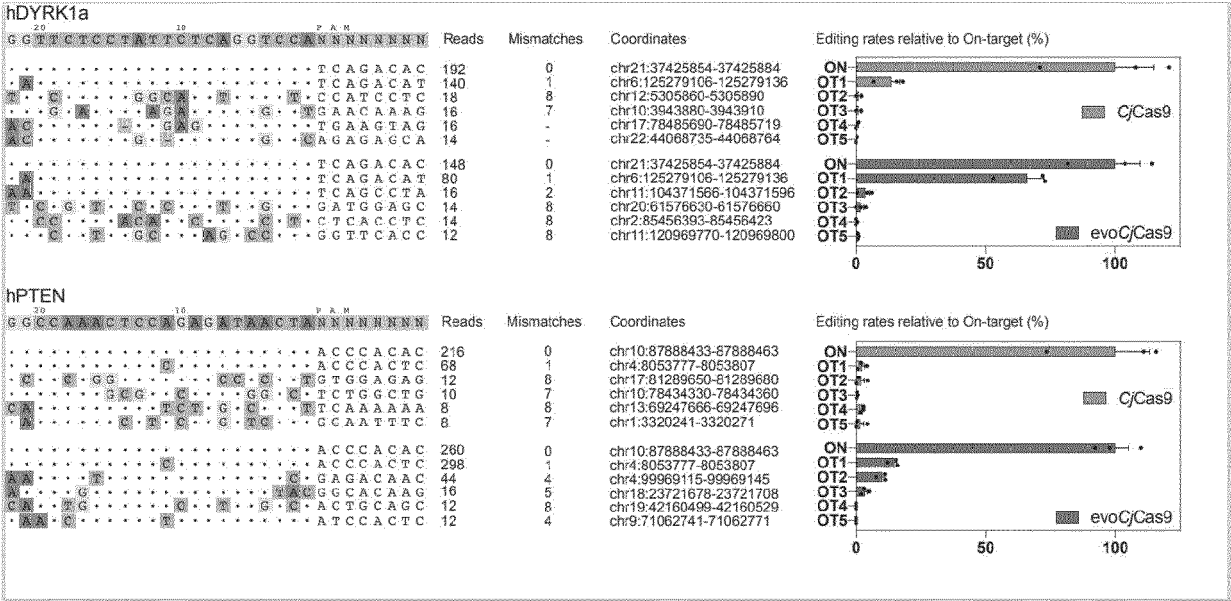 hDYRK1a
20 10 P A M
G G T T C T C C T A T T C T C A G G T C C A N N N N N N N N Reads Mismatches Coordinates Editing rates relative to On-target (%)
T C A G A C A C 192 0 chr21:37425854-37425884 ON
A T C A G A C A T 140 1 chr6:125279106-125279136 OT1
T C G G C A T C C A T C C T C 18 8 chr12:5305860-5305890 OT2
G A A G A G T G A A C A A A G 16 7 chr10:3943880-3943910 OT3 CjCas9
A C - G A G T G A A G T A G 16 - chr17:78485690-78485719 OT4
A C G - G C A G A G A G C A 14 - chr22:44068735-44068764 OT5
T C A G A C A C 148 0 chr21:37425854-37425884 ON
A T C A G A C A T 80 1 chr6:125279106-125279136 OT1
A A T C A G C C T A 16 2 chr11:104371566-104371596 OT2
T C G T C C T G G A T G G A G C 14 8 chr20:61576630-61576660 OT3
C C A C A C C T C T C A C C T C 14 8 chr2:85456393-85456423 OT4
C T G C A G C C G G T T C A C C 12 8 chr11:120969770-120969800 OT5 evoCjCas9
0 50 100
hPTEN
20 10 P A M
G G C C A A A C T C C A G A G A T A A C T A N N N N N N N N Reads Mismatches Coordinates Editing rates relative to On-target (%)
A C C C A C A C 216 0 chr10:87888433-87888463 ON
C A C C C A C T C 68 1 chr4:8053777-8053807 OT1
C C G G C C C T G T G G A G A G 12 8 chr17:81289650-81289680 OT2
G C G C G G C T C T G G C T G 10 7 chr10:78434330-78434360 OT3
C A T C T G C T T C A A A A A A 8 8 chr13:69247666-69247696 OT4 CjCas9
A C T C G T C G C A A T T T C 8 7 chr1:3320241-3320271 OT5
A C C C A C A C 260 0 chr10:87888433-87888463 ON
C A C C C A C T C 298 1 chr4:8053777-8053807 OT1
A A T C G A G A C A A C 44 4 chr4:99969115-99969145 OT2
A G T A C G G C A C A A G 16 5 chr18:23721678-23721708 OT3
C A T G C T G C A C T G C A G C 12 8 chr19:42160499-42160529 OT4
A A C T A T C C A C T C 12 4 chr9:71062741-71062771 OT5 evoCjCas9
0 50 100